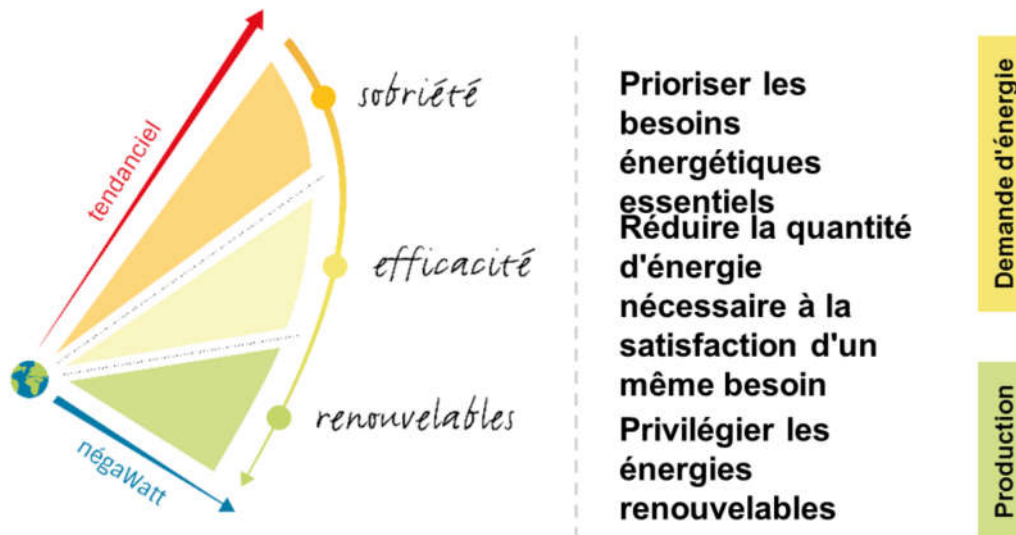 tendanciel
sobriété
efficacité
renouvelables
négaWatt
Prioriser les
besoins
énergétiques
essentiels
Réduire la quantité
d'énergie
nécessaire à la
satisfaction d'un
même besoin
Privilégier les
énergies
renouvelables
Demande d'énergie
Production